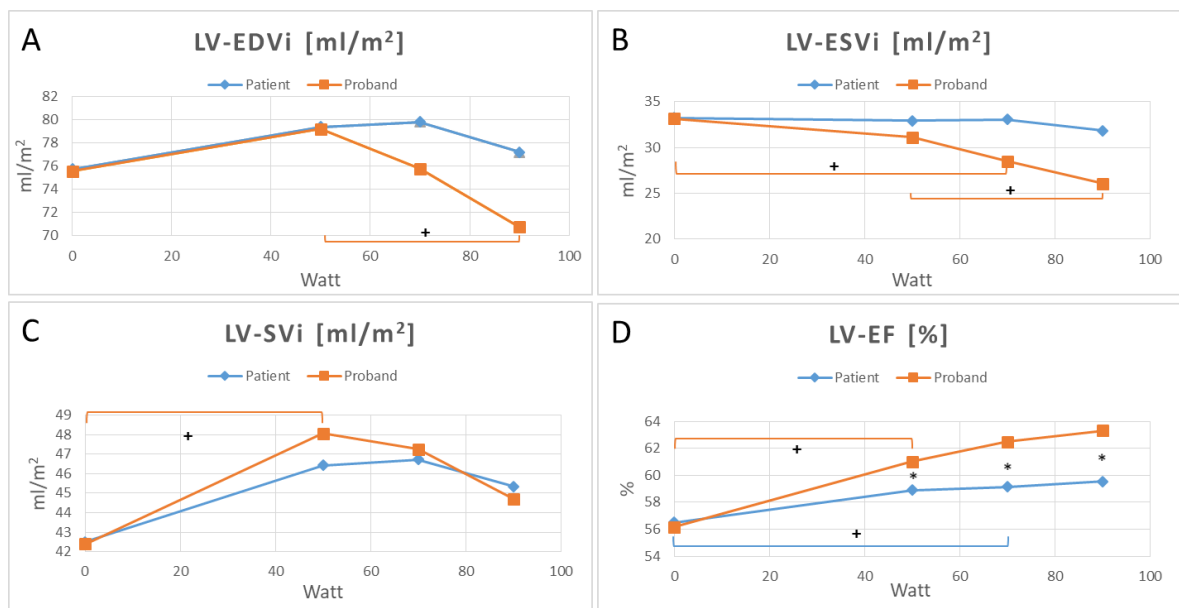 A
LV-EDVi [ml/m²]
Patient Proband
82
80
78
76
74
72
70
ml/m²
+
0 20 40 60 80 100
Watt
B
LV-ESVi [ml/m²]
Patient Proband
35
30
25
20
ml/m²
+
+
0 20 40 60 80 100
Watt
C
LV-SVi [ml/m²]
Patient Proband
49
48
47
46
45
44
43
42
ml/m²
+
0 20 40 60 80 100
Watt
D
LV-EF [%]
Patient Proband
64
62
60
58
56
54
%
+
* * *
+
0 20 40 60 80 100
Watt